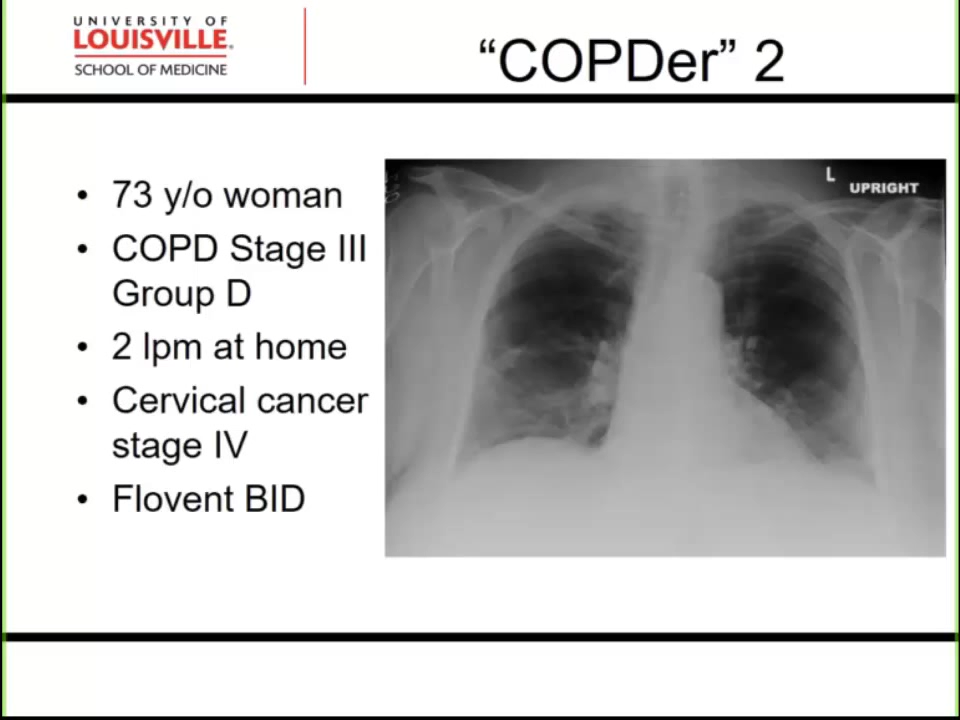 UNIVERSITY OF
LOUISVILLE.
SCHOOL OF MEDICINE
“COPDer” 2
• 73 y/o woman
• COPD Stage III
Group D
• 2 lpm at home
• Cervical cancer
stage IV
• Flovent BID
L
UPRIGHT